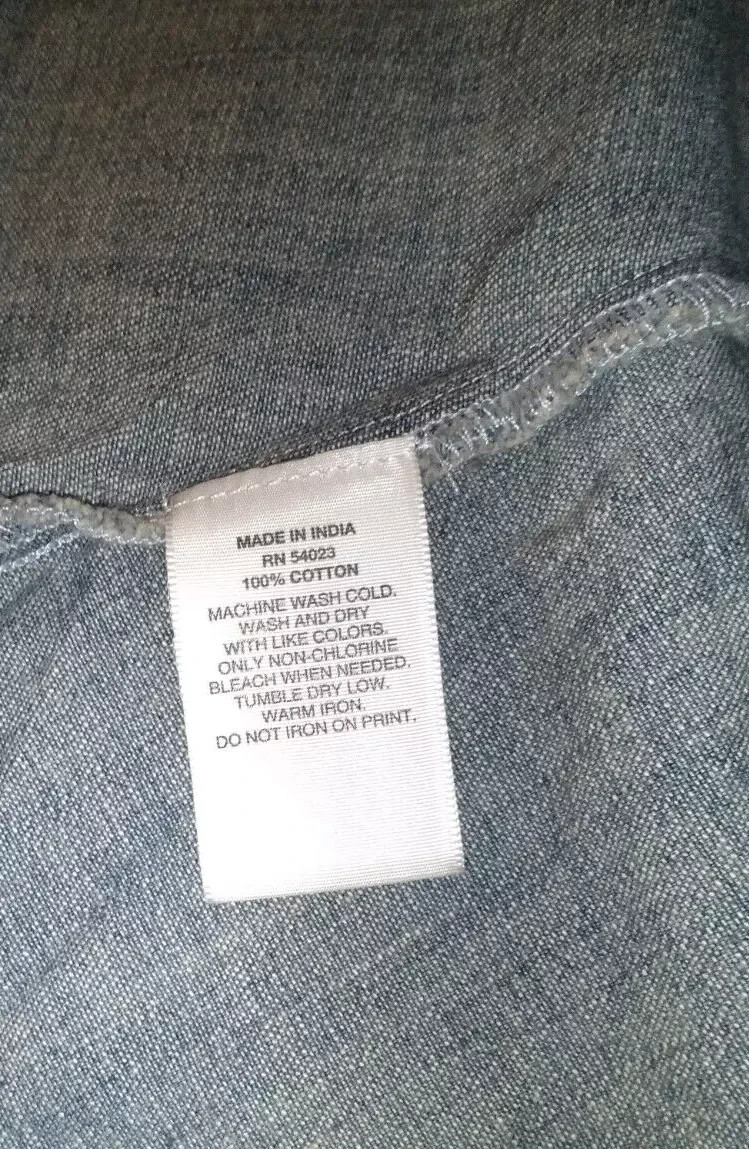 MADE IN INDIA
RN 54023
100% COTTON
MACHINE WASH COLD.
WASH AND DRY
WITH LIKE COLORS.
ONLY NON-CHLORINE
BLEACH WHEN NEEDED.
TUMBLE DRY LOW.
WARM IRON.
DO NOT IRON ON PRINT.